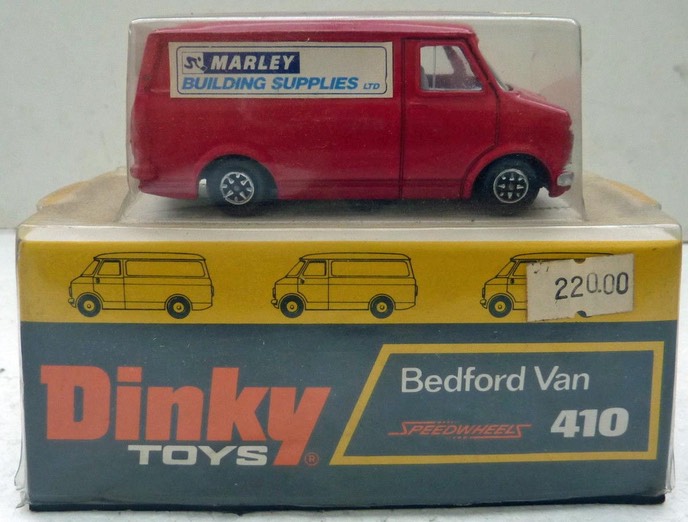 MARLEY
BUILDING SUPPLIES LTD
220.00
Dinky
TOYS®
Bedford Van
SPEEDWHEELS
410